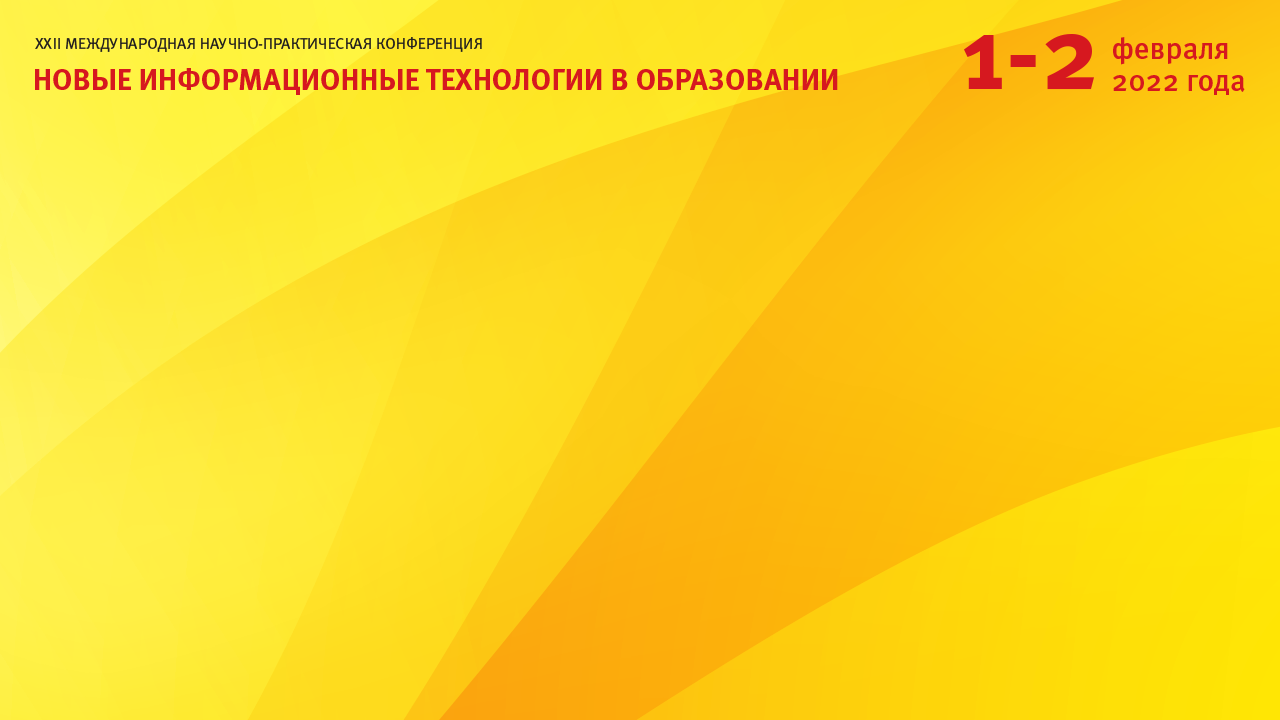 XXII МЕЖДУНАРОДНАЯ НАУЧНО-ПРАКТИЧЕСКАЯ КОНФЕРЕНЦИЯ
НОВЫЕ ИНФОРМАЦИОННЫЕ ТЕХНОЛОГИИ В ОБРАЗОВАНИИ
1-2 февраля
2022 года